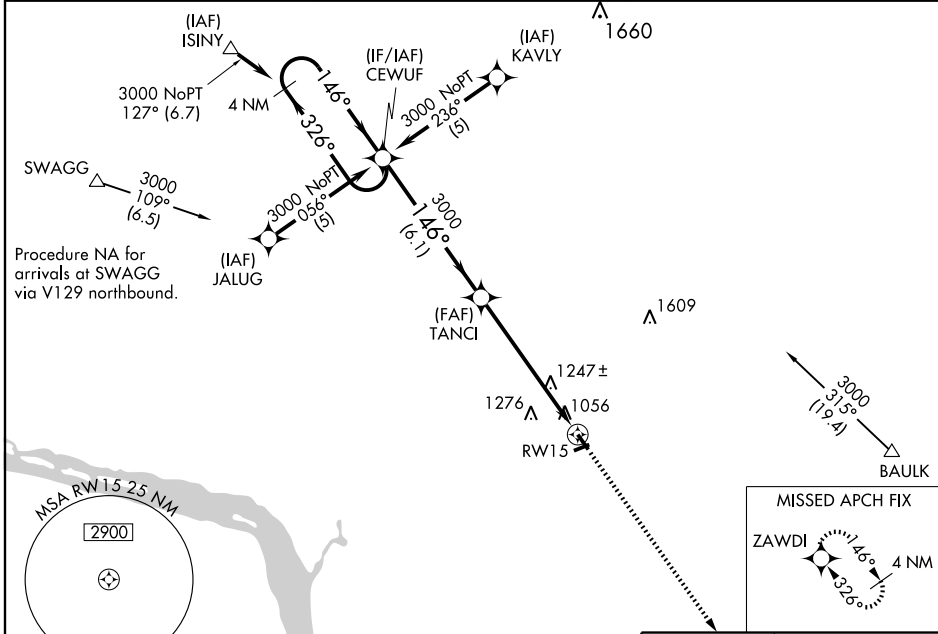 (IAF)
ISINY
3000 NoPT
127° (6.7)
4 NM
146°
326°
(IF/IAF)
CEWUF
(IAF)
KAVLY
1660
3000 NoPT
236°
(5)
SWAGG
3000
109°
(6.5)
3000 NoPT
056°
(5)
(IAF)
JALUG
Procedure NA for
arrivals at SWAGG
via V129 northbound.
3000
146°
(6.1)
(FAF)
TANCI
1609
1247±
1276
1056
RW15
3000
315°
(19.4)
BAULK
MSA RW15 25 NM
2900
MISSED APCH FIX
ZAWDI
146°
326°
4 NM